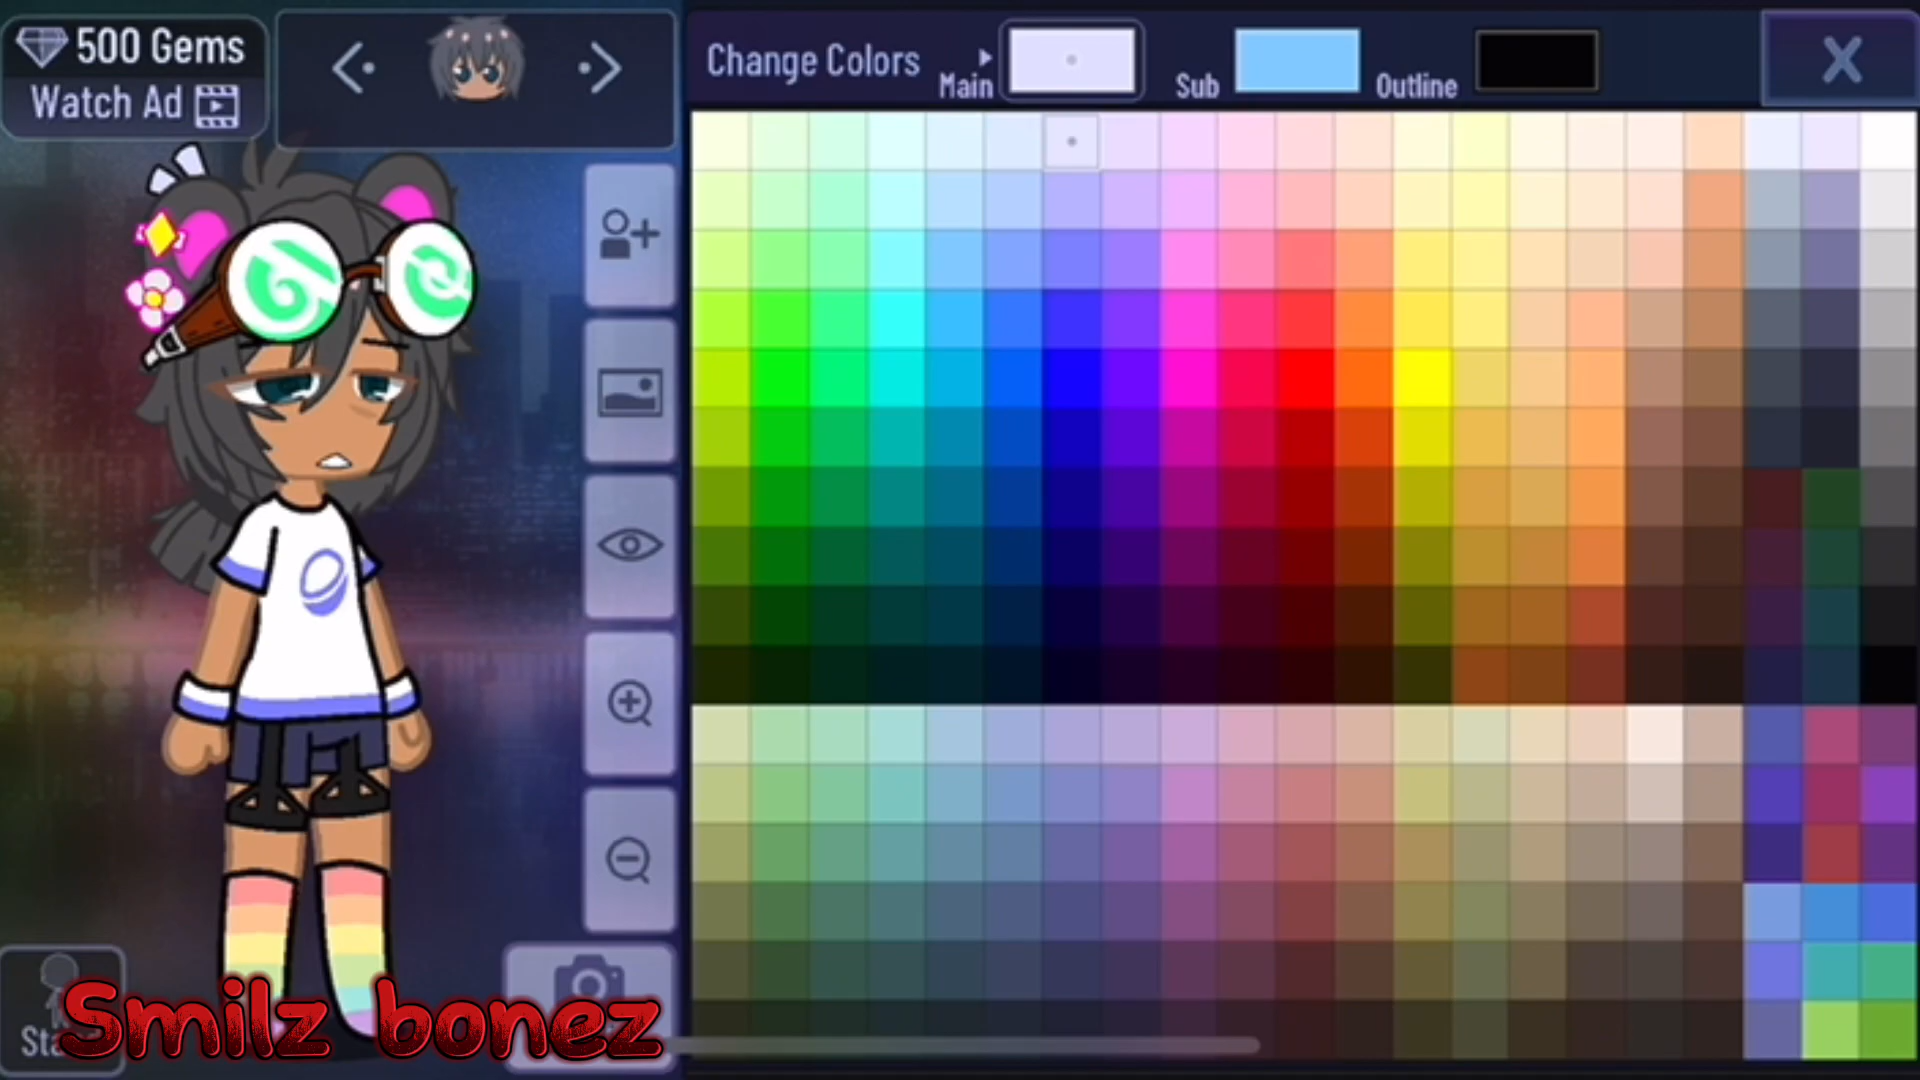 500 Gems
Watch Ad
Change Colors
Main
Sub
Outline
X
Smilz bonez